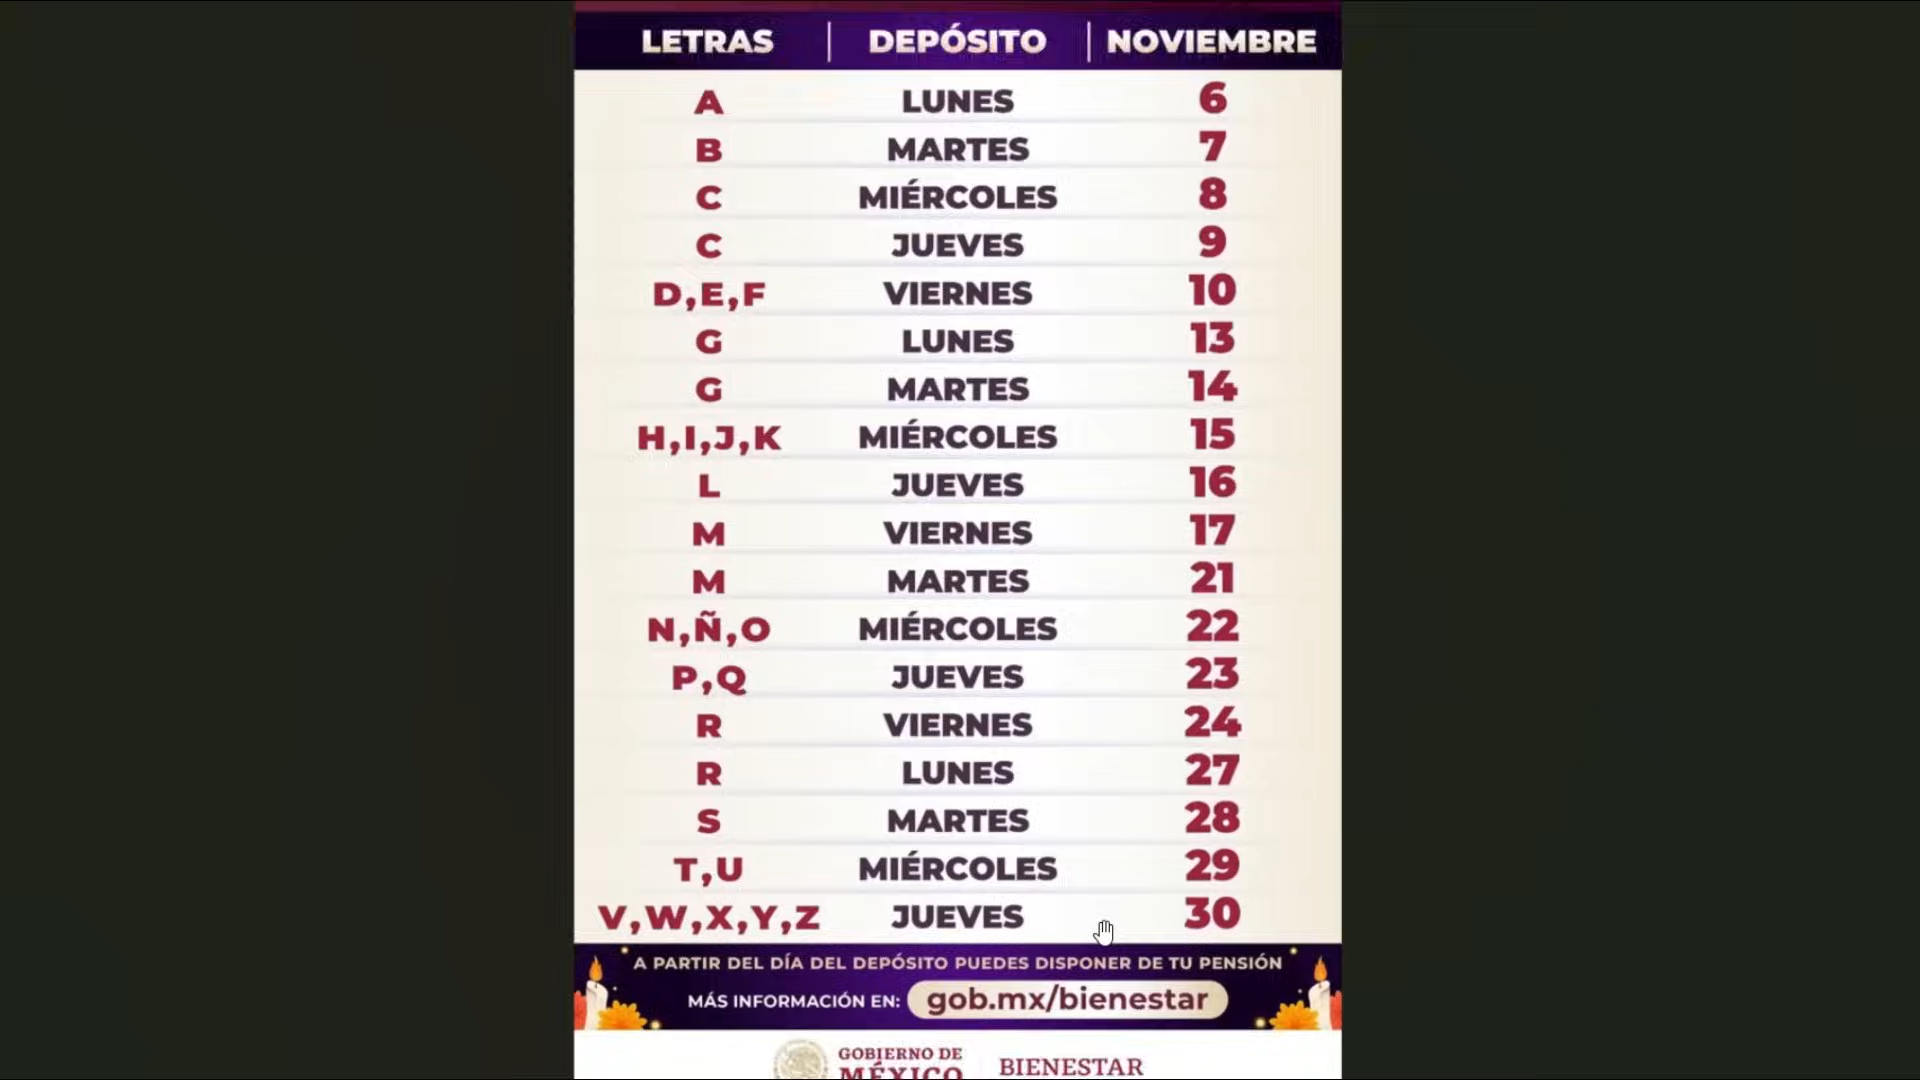 LETRAS | DEPÓSITO | NOVIEMBRE
A LUNES 6
B MARTES 7
C MIÉRCOLES 8
C JUEVES 9
D,E,F VIERNES 10
G LUNES 13
G MARTES 14
H,I,J,K MIÉRCOLES 15
L JUEVES 16
M VIERNES 17
M MARTES 21
N,Ñ,O MIÉRCOLES 22
P,Q JUEVES 23
R VIERNES 24
R LUNES 27
S MARTES 28
T,U MIÉRCOLES 29
V,W,X,Y,Z JUEVES 30
A PARTIR DEL DÍA DEL DEPÓSITO PUEDES DISPONER DE TU PENSIÓN
MÁS INFORMACIÓN EN: gob.mx/bienestar
GOBIERNO DE
MÉXICO
BIENESTAR